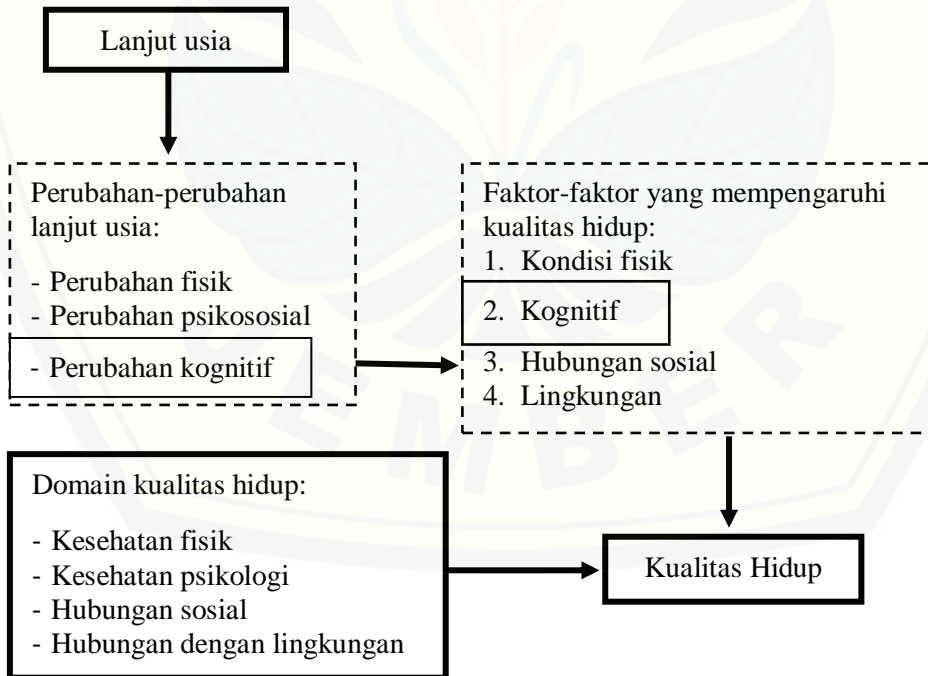 Lanjut usia
Perubahan-perubahan
lanjut usia:
- Perubahan fisik
- Perubahan psikososial
- Perubahan kognitif
Faktor-faktor yang mempengaruhi
kualitas hidup:
1. Kondisi fisik
2. Kognitif
3. Hubungan sosial
4. Lingkungan
Domain kualitas hidup:
- Kesehatan fisik
- Kesehatan psikologi
- Hubungan sosial
- Hubungan dengan lingkungan
Kualitas Hidup
EMBER